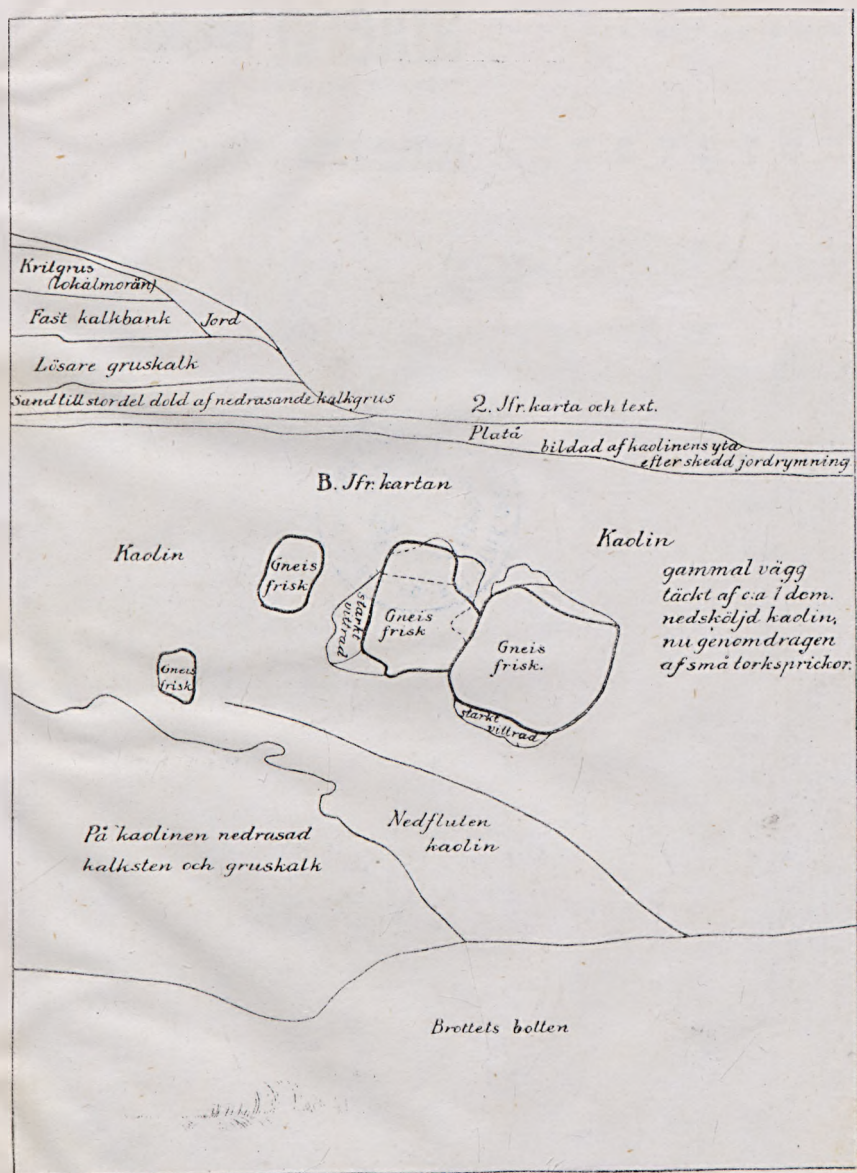 Kritgrus
(lokalmorän)
Fast kalkbank
Jord
Lösare gruskalk
Sand till stor del dold af nedrasande kalkgrus
2. Jfr. karta och text.
Platå
bildad af kaolinens yta
efter skedd jordrymning.
B. Jfr. kartan
Kaolin
Gneis
frisk
Kaolin
gammal vägg
täckt af c:a 1 dem.
nedsköljd kaolin,
nu genomdragen
af små torksprickor.
starkt
vittrad
Gneis
frisk
Gneis
frisk.
Gneis
frisk
starkt
vittrad
På kaolinen nedrasad
kalksten och gruskalk
Nedfluten
kaolin
Brottets botten